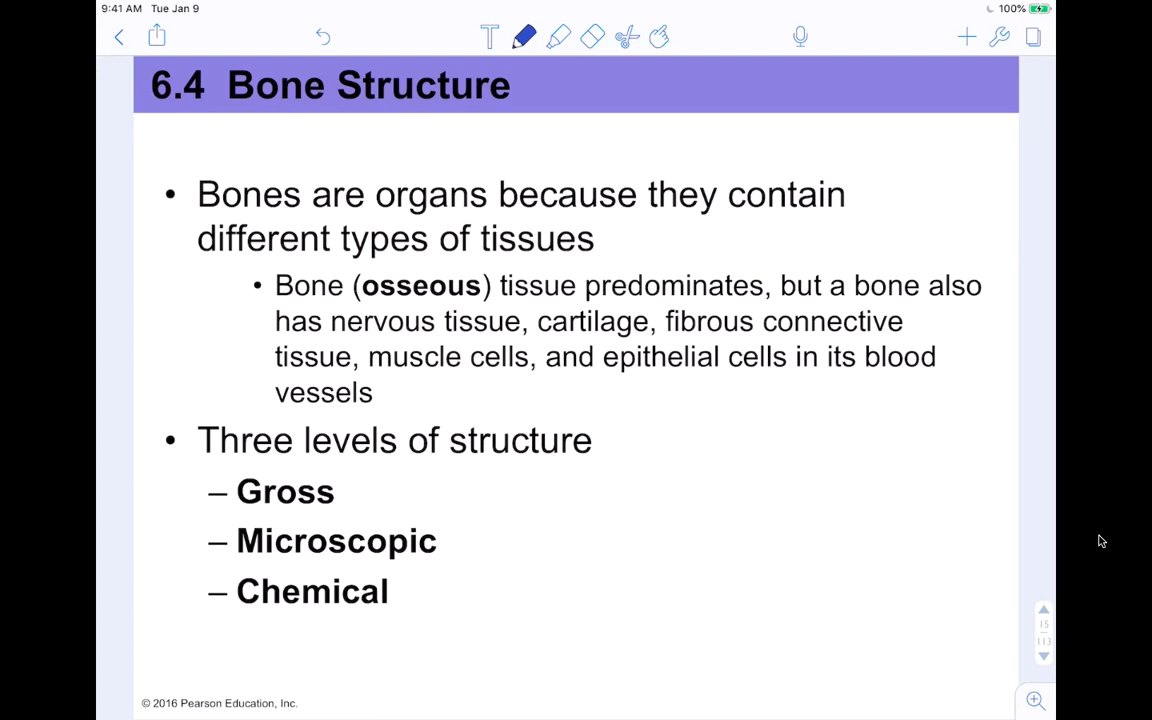 9:41 AM Tue Jan 9 100%
T
6.4 Bone Structure
• Bones are organs because they contain
different types of tissues
• Bone (osseous) tissue predominates, but a bone also
has nervous tissue, cartilage, fibrous connective
tissue, muscle cells, and epithelial cells in its blood
vessels
• Three levels of structure
– Gross
– Microscopic
– Chemical
15
113
© 2016 Pearson Education, Inc.